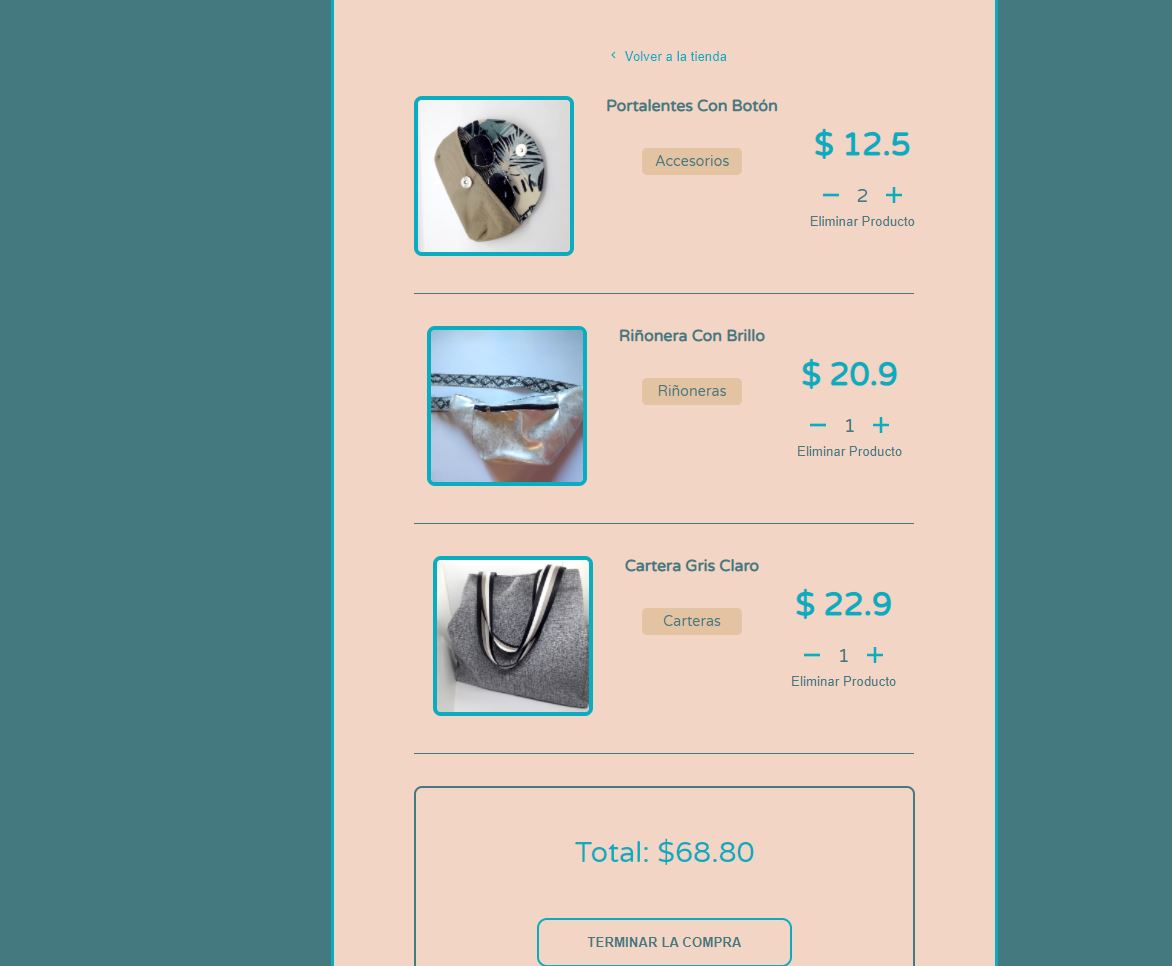 Volver a la tienda
Portalentes Con Botón
Accesorios
$ 12.5
2
Eliminar Producto
Riñonera Con Brillo
Riñoneras
$ 20.9
1
Eliminar Producto
Cartera Gris Claro
Carteras
$ 22.9
1
Eliminar Producto
Total: $68.80
TERMINAR LA COMPRA